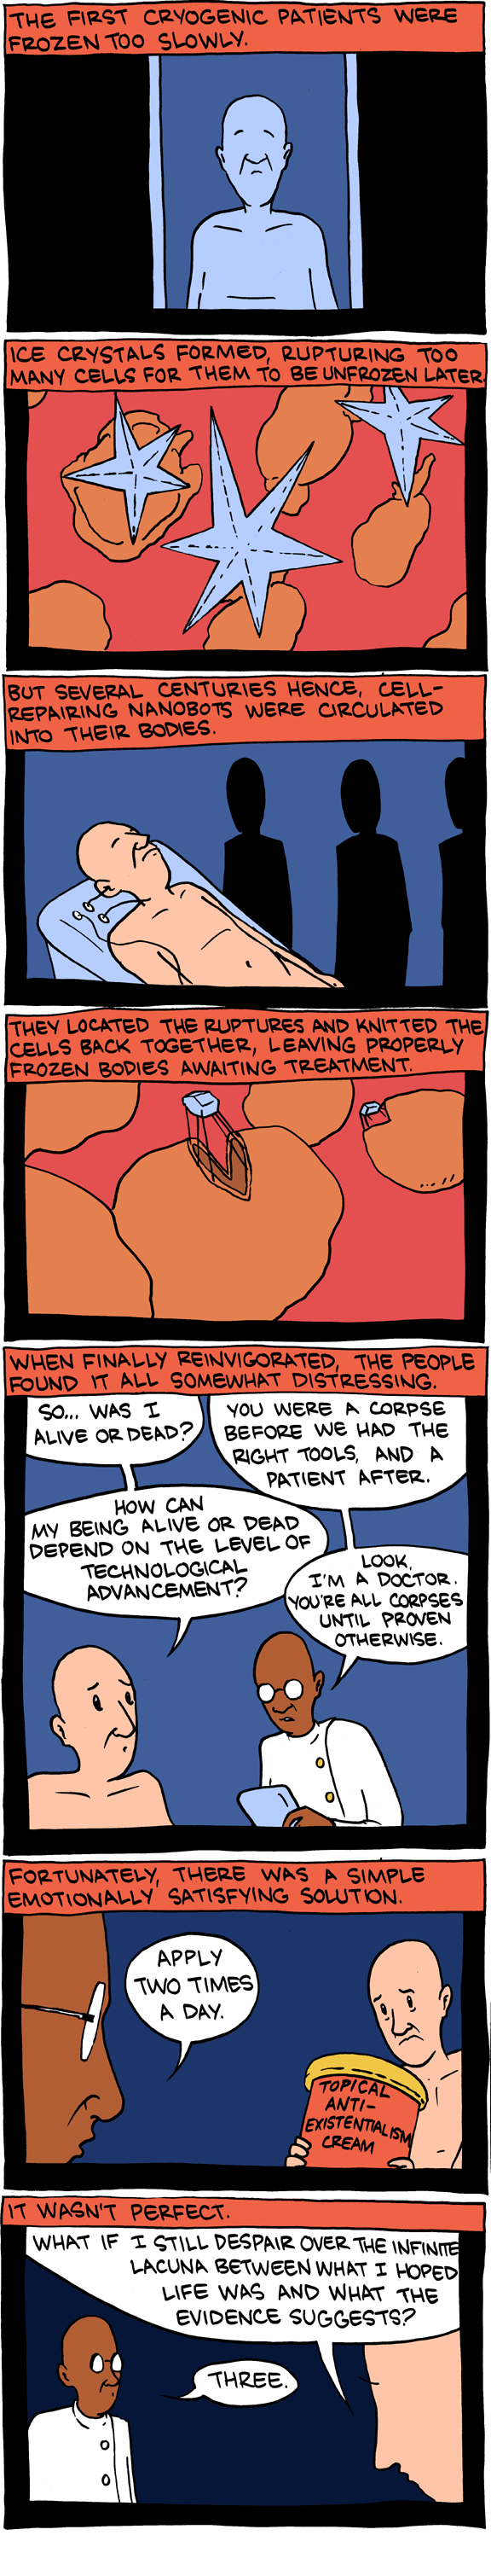 THE FIRST CRYOGENIC PATIENTS WERE
FROZEN TOO SLOWLY.
ICE CRYSTALS FORMED, RUPTURING TOO
MANY CELLS FOR THEM TO BE UNFROZEN LATER.
BUT SEVERAL CENTURIES HENCE, CELL-
REPAIRING NANOBOTS WERE CIRCULATED
INTO THEIR BODIES.
THEY LOCATED THE RUPTURES AND KNITTED THE
CELLS BACK TOGETHER, LEAVING PROPERLY
FROZEN BODIES AWAITING TREATMENT.
WHEN FINALLY REINVIGORATED, THE PEOPLE
FOUND IT ALL SOMEWHAT DISTRESSING.
SO... WAS I
ALIVE OR DEAD?
YOU WERE A CORPSE
BEFORE WE HAD THE
RIGHT TOOLS, AND A
PATIENT AFTER.
HOW CAN
MY BEING ALIVE OR DEAD
DEPEND ON THE LEVEL OF
TECHNOLOGICAL
ADVANCEMENT?
LOOK,
I'M A DOCTOR.
YOU'RE ALL CORPSES
UNTIL PROVEN
OTHERWISE.
FORTUNATELY, THERE WAS A SIMPLE
EMOTIONALLY SATISFYING SOLUTION.
APPLY
TWO TIMES
A DAY.
TOPICAL
ANTI-
EXISTENTIALISM
CREAM
IT WASN'T PERFECT.
WHAT IF I STILL DESPAIR OVER THE INFINITE
LACUNA BETWEEN WHAT I HOPED
LIFE WAS AND WHAT THE
EVIDENCE SUGGESTS?
THREE.